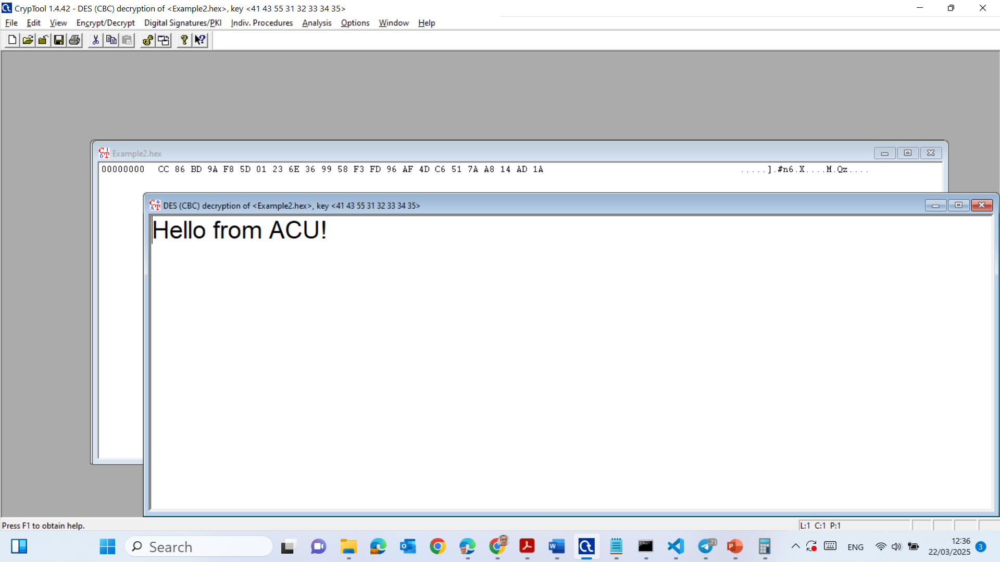 CrypTool 1.4.42 - DES (CBC) decryption of <Example2.hex>, key <41 43 55 31 32 33 34 35>
File Edit View Encrypt/Decrypt Digital Signatures/PKI Indiv. Procedures Analysis Options Window Help
Example2.hex
00000000 CC 86 BD 9A F8 5D 01 23 6E 36 99 58 F3 FD 96 AF 4D C6 51 7A A8 14 AD 1A .....].#n6.X....M.Qz....
DES (CBC) decryption of <Example2.hex>, key <41 43 55 31 32 33 34 35>
Hello from ACU!
Press F1 to obtain help.
L:1 C:1 P:1
Search
73
ENG
12:36
22/03/2025
3